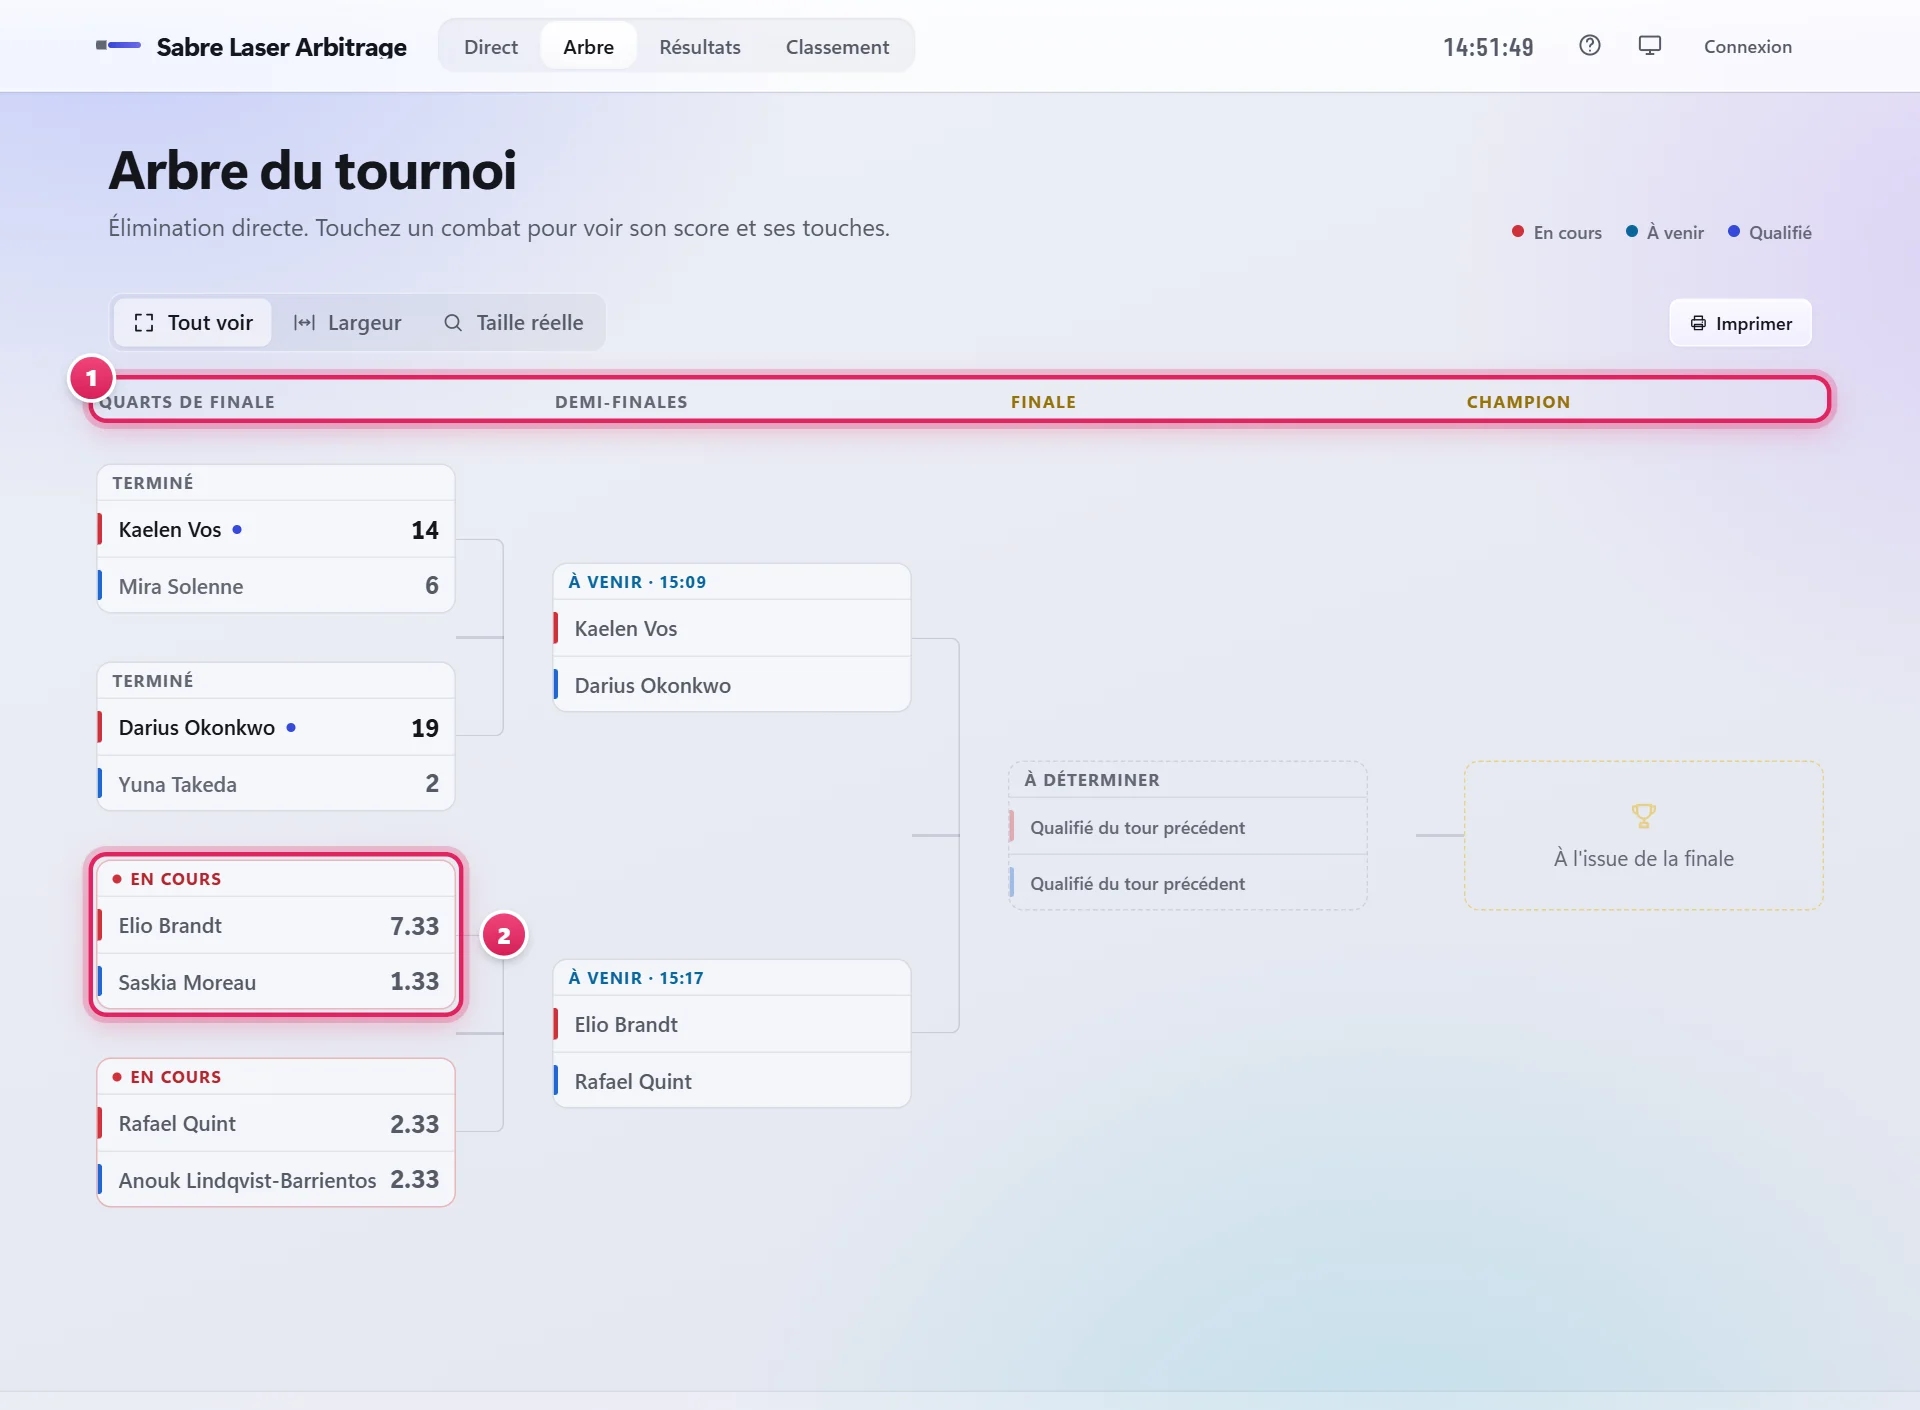 Sabre Laser Arbitrage
Direct
Arbre
Résultats
Classement
14:51:49
Connexion
Arbre du tournoi
Élimination directe. Touchez un combat pour voir son score et ses touches.
En cours
À venir
Qualifié
Tout voir
Largeur
Taille réelle
Imprimer
1
QUARTS DE FINALE
DEMI-FINALES
FINALE
CHAMPION
TERMINÉ
Kaelen Vos 14
Mira Solenne 6
TERMINÉ
Darius Okonkwo 19
Yuna Takeda 2
EN COURS
Elio Brandt 7.33
Saskia Moreau 1.33
2
EN COURS
Rafael Quint 2.33
Anouk Lindqvist-Barrientos 2.33
À VENIR · 15:09
Kaelen Vos
Darius Okonkwo
À VENIR · 15:17
Elio Brandt
Rafael Quint
À DÉTERMINER
Qualifié du tour précédent
Qualifié du tour précédent
À l'issue de la finale